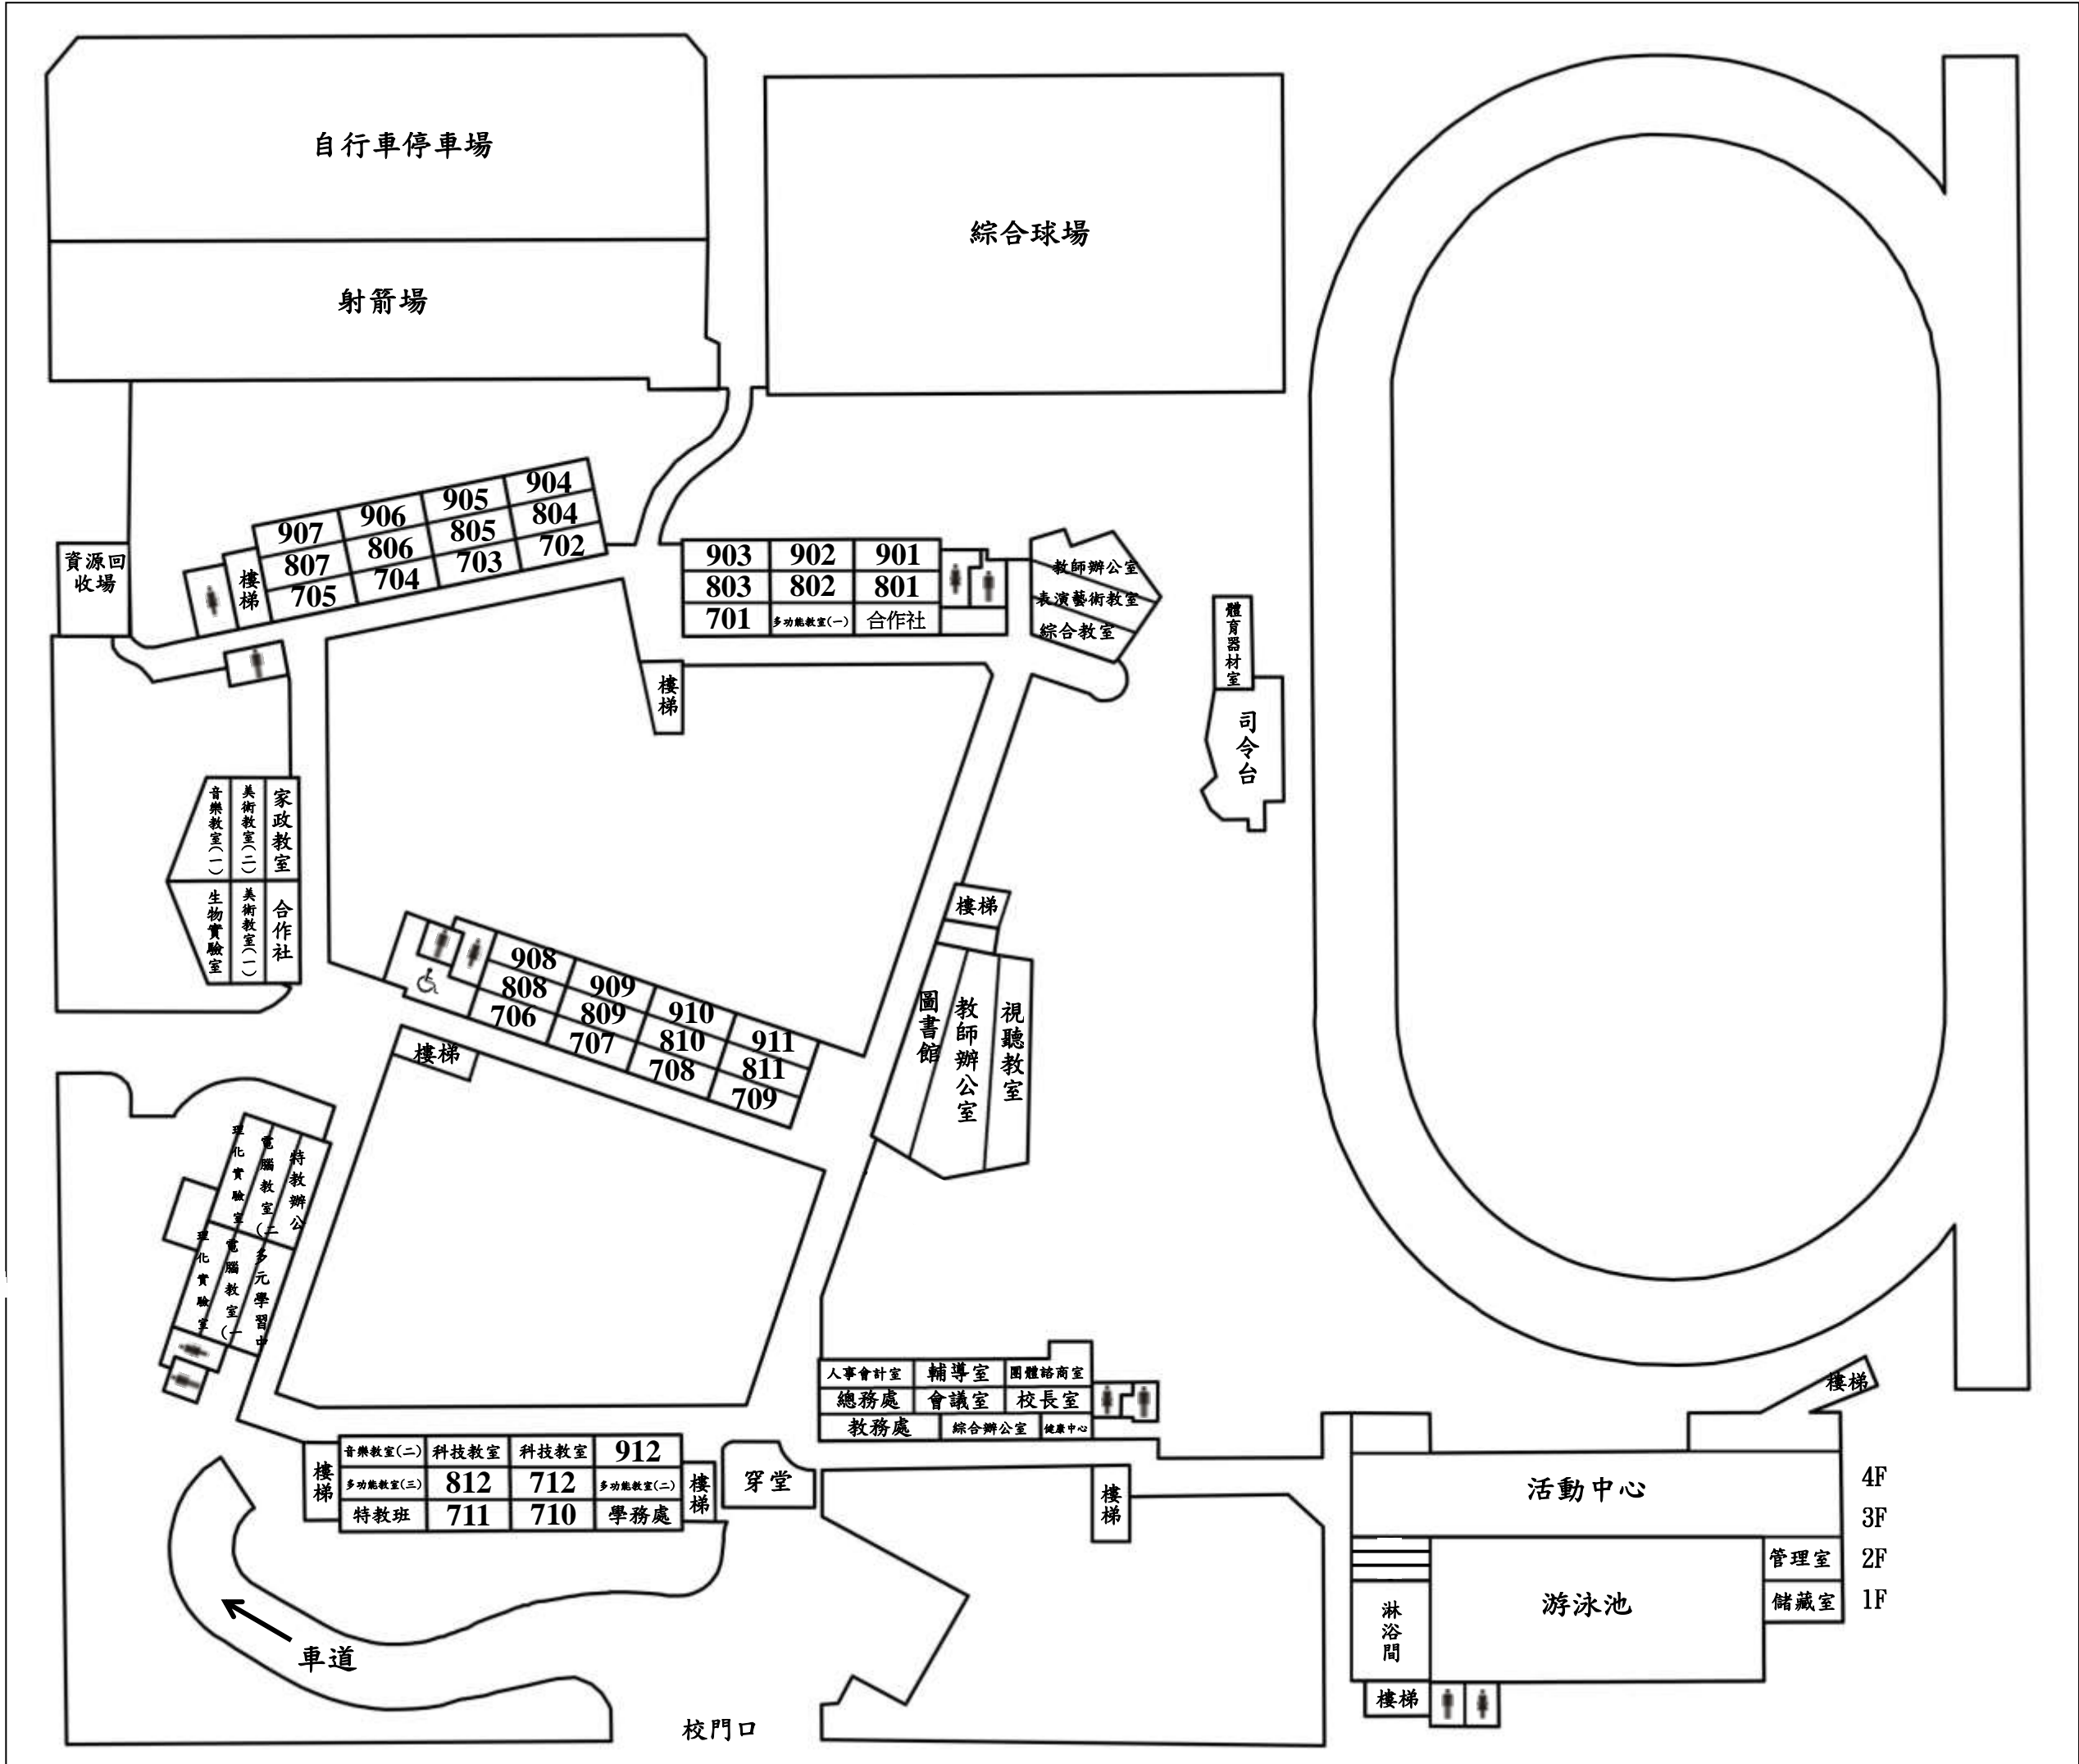 自行車停車場
射箭場
綜合球場
904
905
906
907
804
805
806
807
702
703
704
705
樓梯
資源回
收場
903 902 901
803 802 801
701 多功能教室(一) 合作社
教師辦公室
表演藝術教室
綜合教室
樓梯
體育器材室
司令台
音樂教室(一)
美術教室(二)
家政教室
生物實驗室
美術教室(一)
合作社
樓梯
圖書館
教師辦公室
視聽教室
908
909
910
911
808
809
810
811
706
707
708
709
樓梯
理化實驗室
電腦教室(二
特教辦公
理化實驗室
電腦教室(一
多元學習中
人事會計室 輔導室 團體諮商室
總務處 會議室 校長室
教務處 綜合辦公室 健康中心
樓梯
音樂教室(二) 科技教室 科技教室 912
多功能教室(三) 812 712 多功能教室(二)
特教班 711 710 學務處
樓梯
樓梯
穿堂
樓梯
樓梯
活動中心
4F
3F
管理室 2F
儲藏室 1F
游泳池
淋浴間
樓梯
車道
校門口